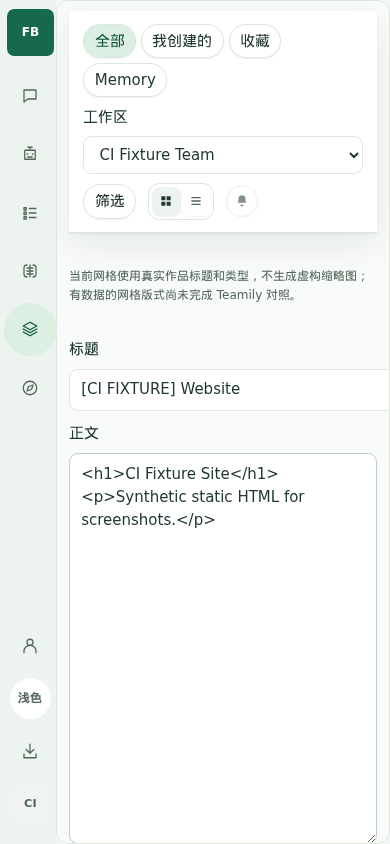 FB
全部
我创建的
收藏
Memory
工作区
CI Fixture Team
筛选
当前网格使用真实作品标题和类型，不生成虚构缩略图；
有数据的网格版式尚未完成 Teamily 对照。
标题
[CI FIXTURE] Website
正文
<h1>CI Fixture Site</h1>
<p>Synthetic static HTML for
screenshots.</p>
浅色
CI